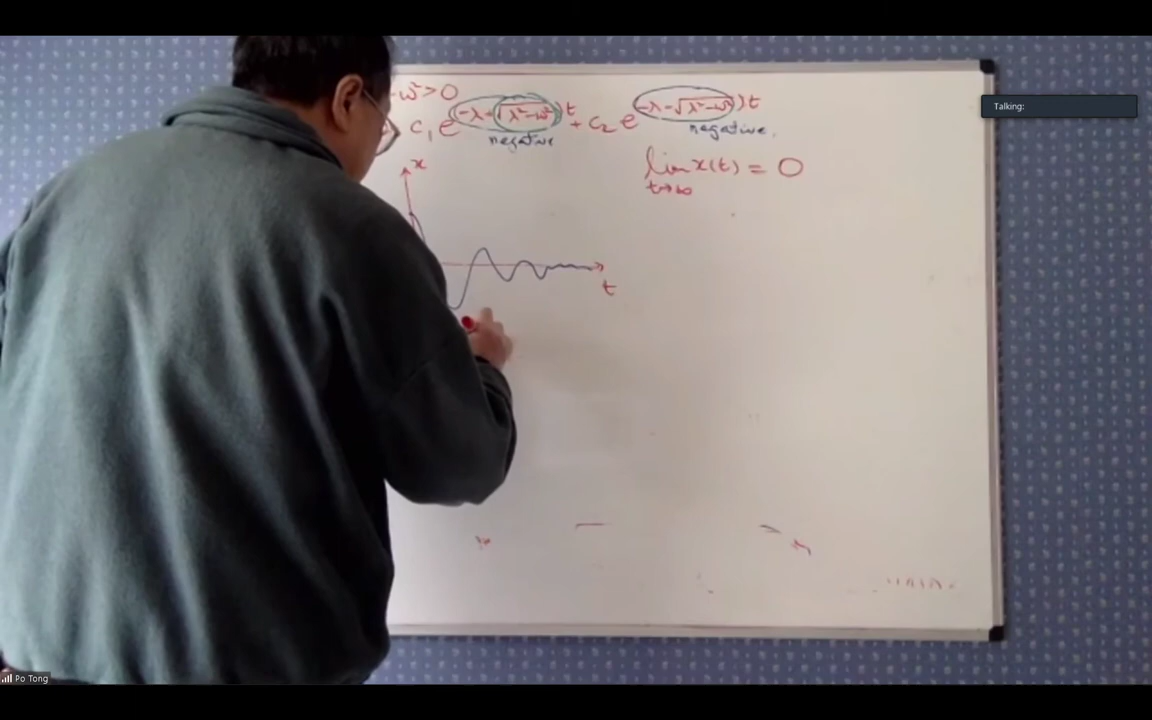 -ω²>0
c₁e^(-λ+√(λ²-ω²))t + c₂e^(-λ-√(λ²-ω²))t
negative negative.
x
lim x(t) = 0
t→∞
t
Talking:
Po Tong